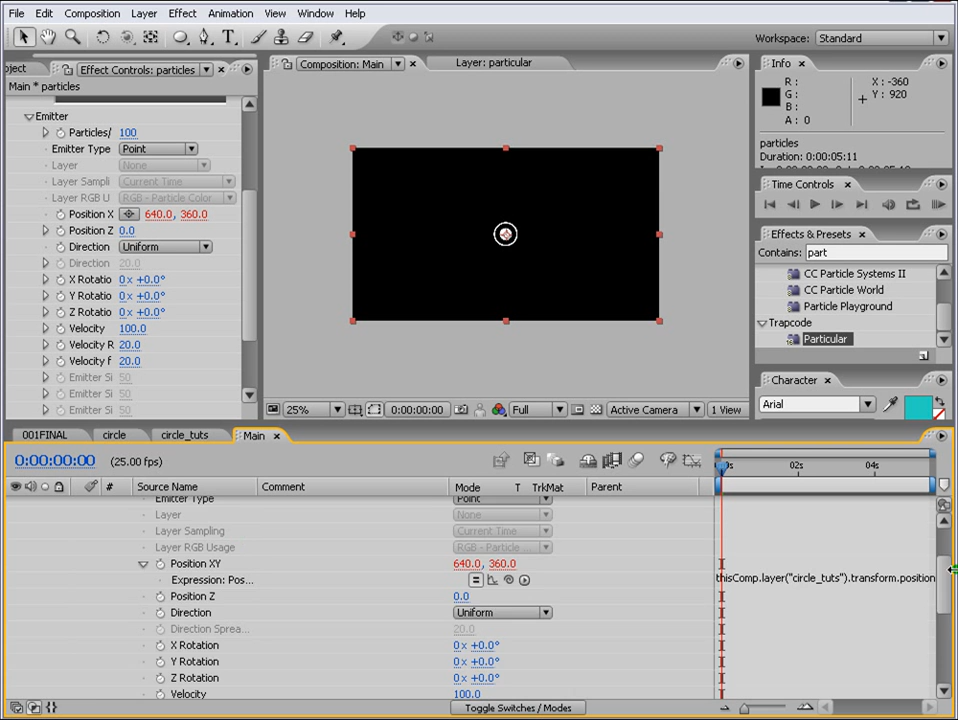 File Edit Composition Layer Effect Animation View Window Help
Workspace: Standard
oject Effect Controls: particles
Main * particles
Emitter
Particles/ 100
Emitter Type Point
Layer None
Layer Sampli Current Time
Layer RGB U RGB - Particle Color
Position X 640.0, 360.0
Position Z 0.0
Direction Uniform
Direction 20.0
X Rotatio 0 x +0.0°
Y Rotatio 0 x +0.0°
Z Rotatio 0 x +0.0°
Velocity 100.0
Velocity R 20.0
Velocity f 20.0
Emitter Si 50
Emitter Si 50
Emitter Si 50
Composition: Main Layer: particular
25% 0:00:00:00 Full Active Camera 1 View
Info
R : X : -360
G : Y : 920
B :
A : 0
particles
Duration: 0:00:05:11
Time Controls
Effects & Presets
Contains: part
CC Particle Systems II
CC Particle World
Particle Playground
Trapcode
Particular
Character
Arial
001FINAL circle circle_tuts Main
0:00:00:00 (25.00 fps)
02s 04s
# Source Name Comment Mode T TrkMat Parent
Emitter Type Point
Layer None
Layer Sampling Current Time
Layer RGB Usage RGB - Particle ...
Position XY 640.0, 360.0
Expression: Pos... thisComp.layer("circle_tuts").transform.position
Position Z 0.0
Direction Uniform
Direction Sprea... 20.0
X Rotation 0 x +0.0°
Y Rotation 0 x +0.0°
Z Rotation 0 x +0.0°
Velocity 100.0
Toggle Switches / Modes